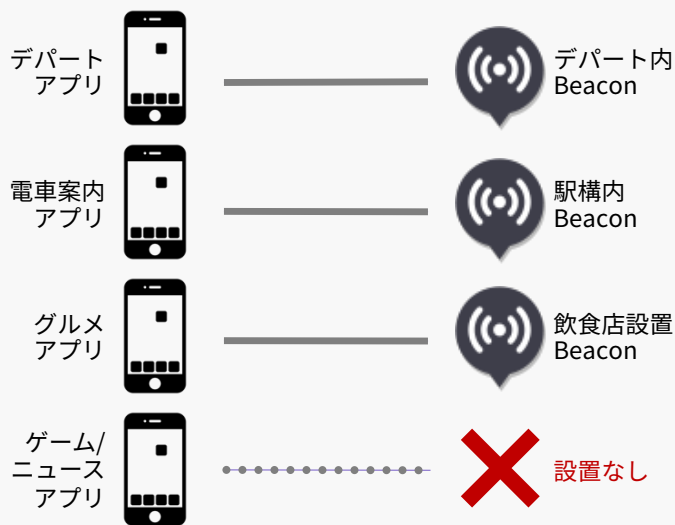 デパート
アプリ
デパート内
Beacon
電車案内
アプリ
駅構内
Beacon
グルメ
アプリ
飲食店設置
Beacon
ゲーム/
ニュース
アプリ
設置なし